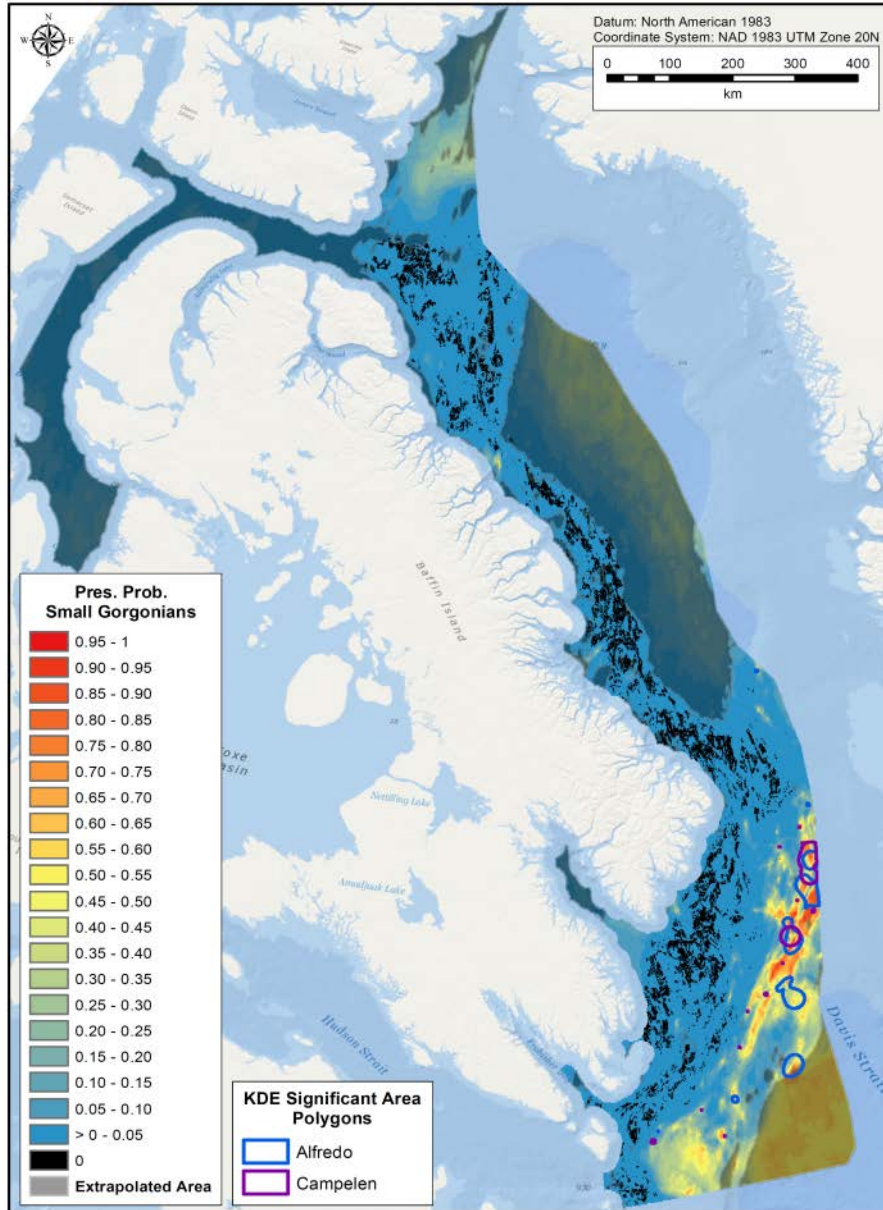 N
W E
S
Datum: North American 1983
Coordinate System: NAD 1983 UTM Zone 20N
0 100 200 300 400
km
Somerset
Island
Baffin Island
Nettilling Lake
Amadjuak Lake
Hudson Strait
Davis Strait
Pres. Prob.
Small Gorgonians
0.95 - 1
0.90 - 0.95
0.85 - 0.90
0.80 - 0.85
0.75 - 0.80
0.70 - 0.75
0.65 - 0.70
0.60 - 0.65
0.55 - 0.60
0.50 - 0.55
0.45 - 0.50
0.40 - 0.45
0.35 - 0.40
0.30 - 0.35
0.25 - 0.30
0.20 - 0.25
0.15 - 0.20
0.10 - 0.15
0.05 - 0.10
> 0 - 0.05
0
Extrapolated Area
KDE Significant Area
Polygons
Alfredo
Campelen